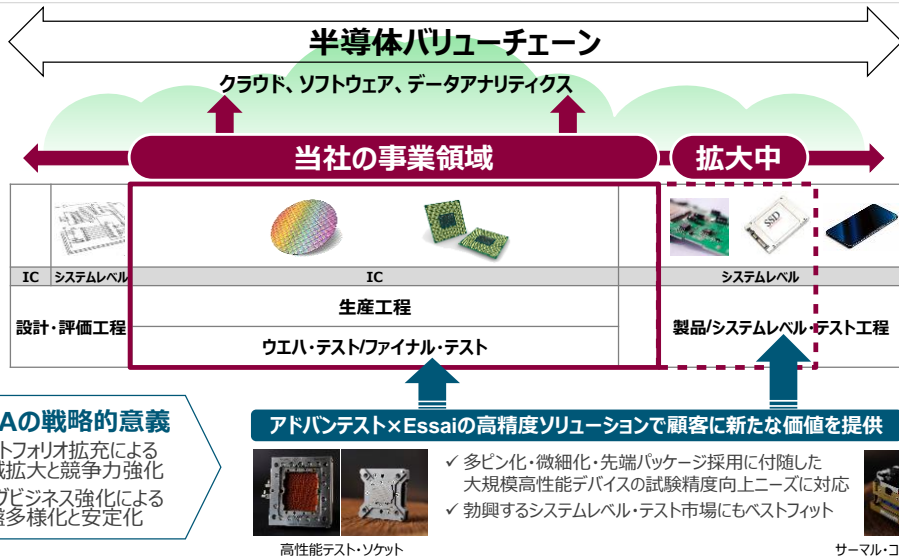 半導体バリューチェーン
クラウド、ソフトウェア、データアナリティクス
当社の事業領域
拡大中
SSD
IC
システムレベル
IC
システムレベル
設計・評価工程
生産工程
ウエハ・テスト/ファイナル・テスト
製品/システムレベル・テスト工程
Aの戦略的意義
トフォリオ拡充による
域拡大と競争力強化
グビジネス強化による
盤多様化と安定化
アドバンテスト×Essaiの高精度ソリューションで顧客に新たな価値を提供
✓ 多ピン化・微細化・先端パッケージ採用に付随した
大規模高性能デバイスの試験精度向上ニーズに対応
✓ 勃興するシステムレベル・テスト市場にもベストフィット
高性能テスト・ソケット
サーマル・コ